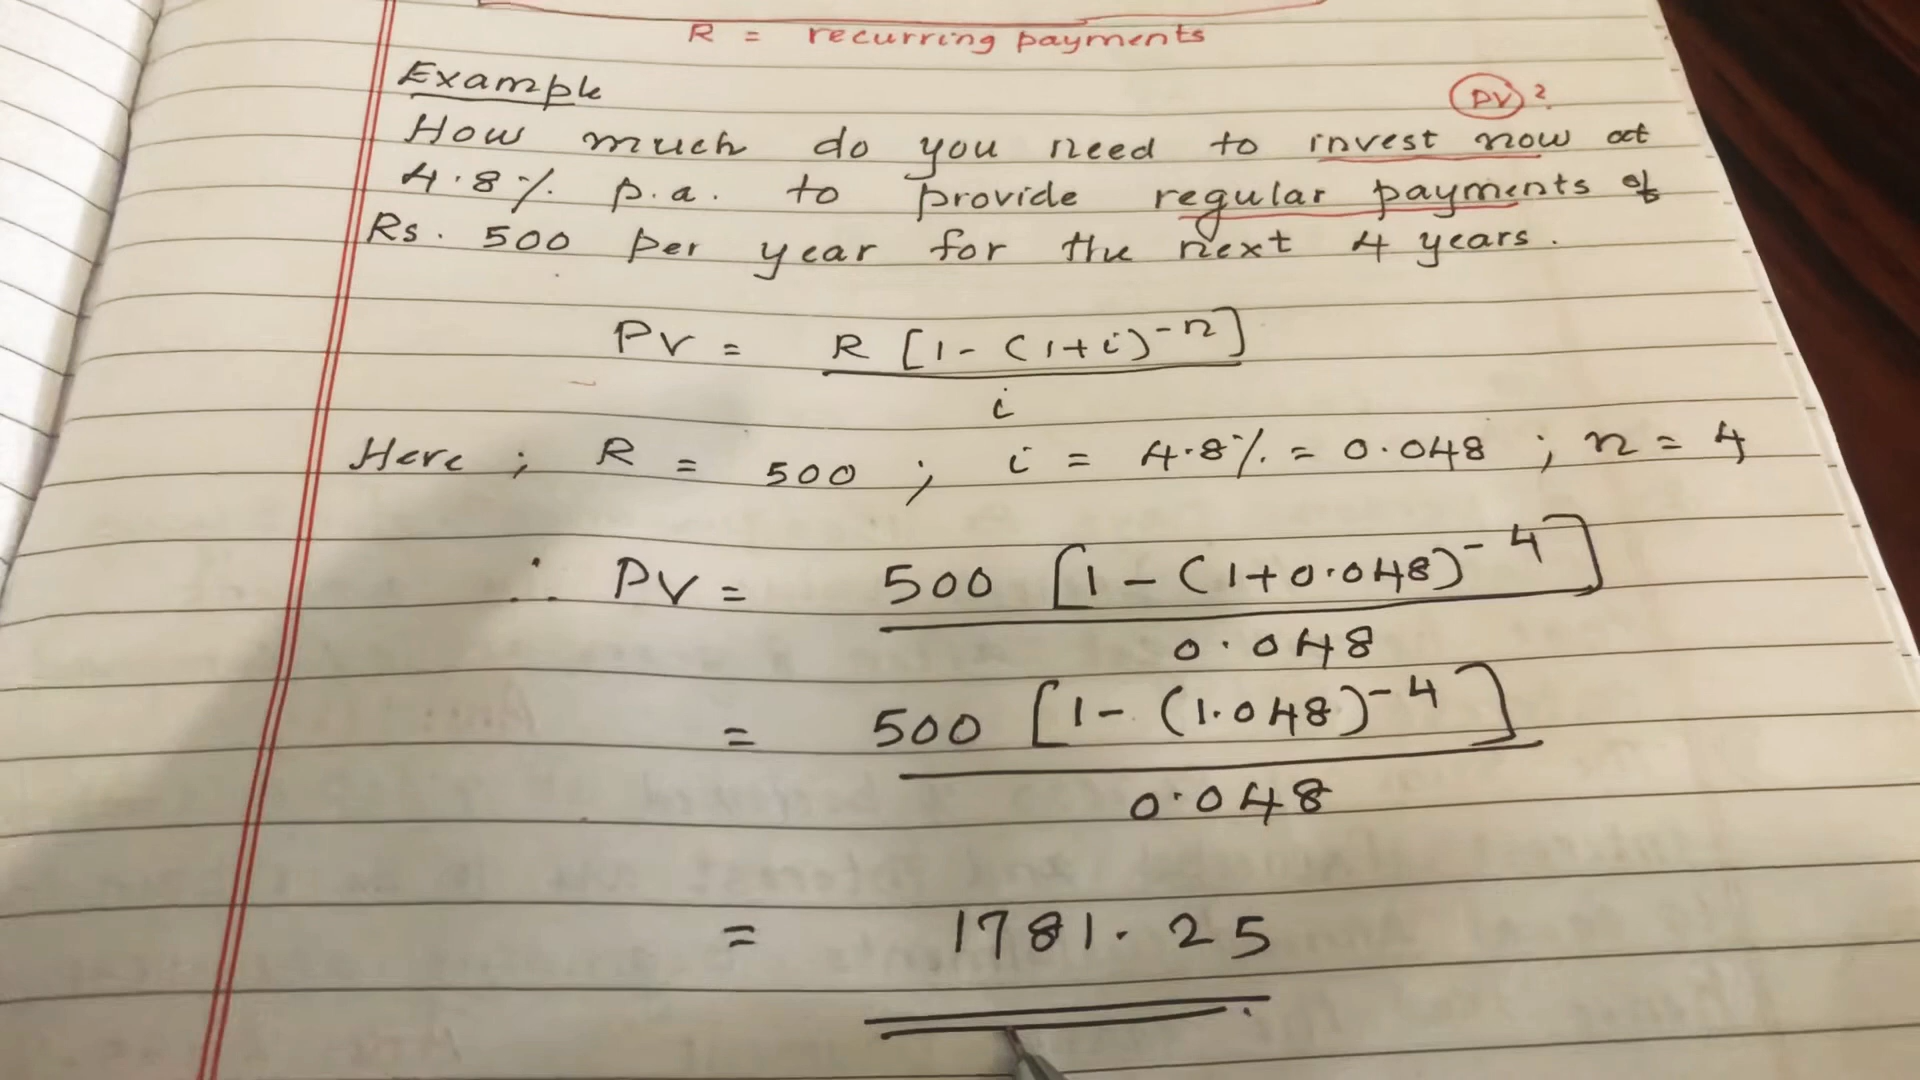 R = recurring payments
Example
PV ?
How much do you need to invest now at
4.8% p.a. to provide regular payments of
Rs. 500 per year for the next 4 years.
PV = R [1 - (1+i)^-n]
i
Here ; R = 500 ; i = 4.8% = 0.048 ; n = 4
∴ PV = 500 [1 - (1+0.048)^-4]
0.048
= 500 [1 - (1.048)^-4]
0.048
= 1781.25